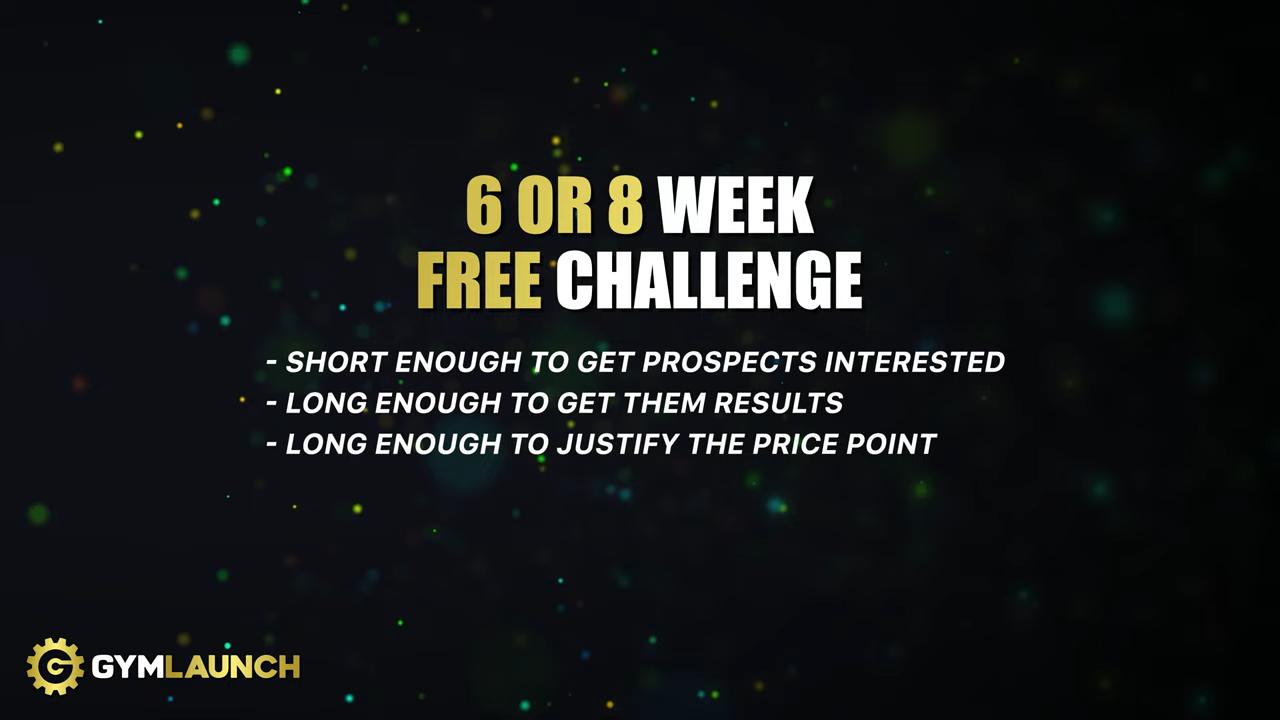 6 OR 8 WEEK
FREE CHALLENGE
- SHORT ENOUGH TO GET PROSPECTS INTERESTED
- LONG ENOUGH TO GET THEM RESULTS
- LONG ENOUGH TO JUSTIFY THE PRICE POINT
GYMLAUNCH